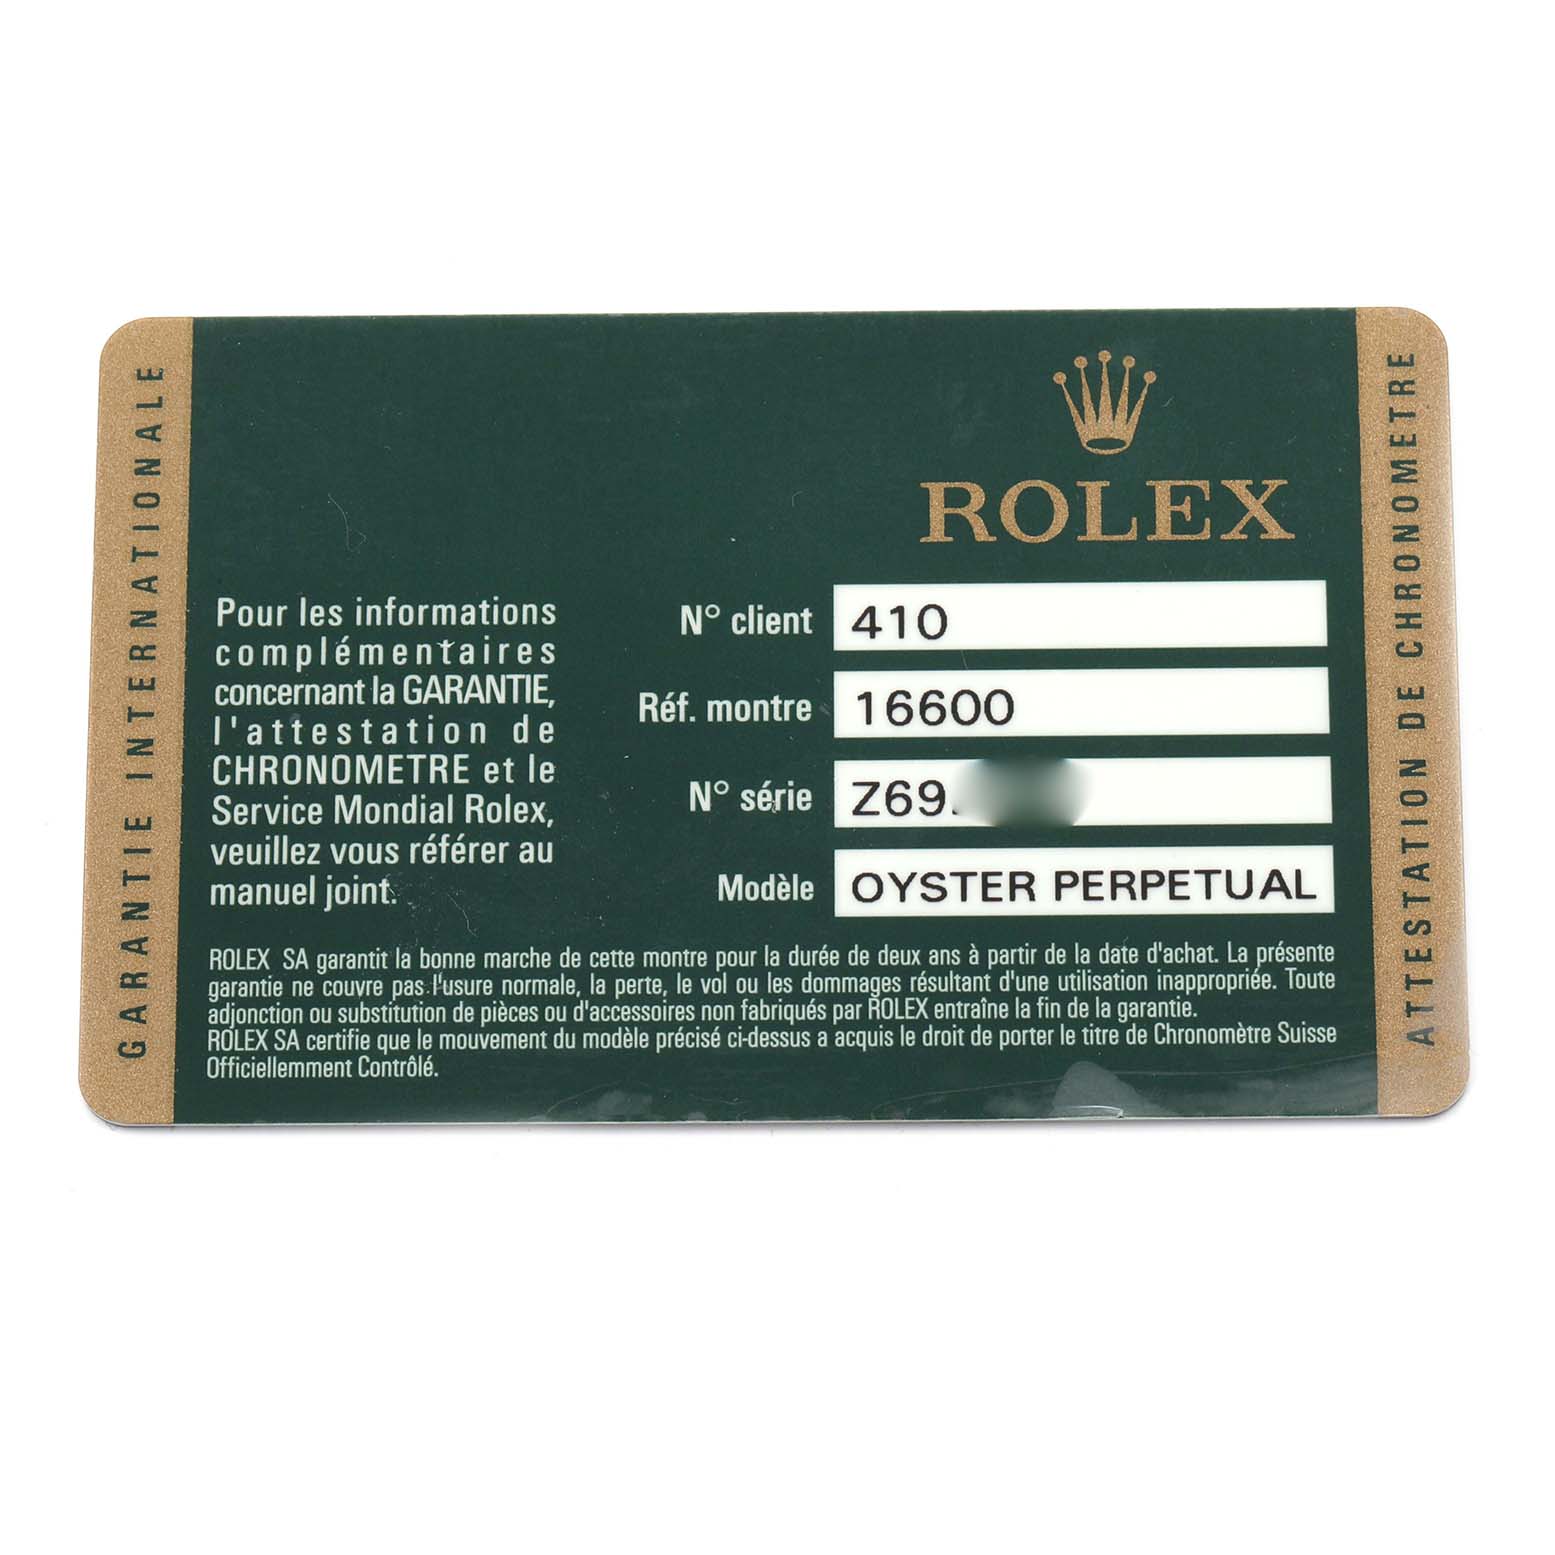 GARANTIE INTERNATIONALE
ROLEX
Pour les informations
complémentaires
concernant la GARANTIE,
l'attestation de
CHRONOMETRE et le
Service Mondial Rolex,
veuillez vous référer au
manuel joint.
N° client 410
Réf. montre 16600
N° série Z69
Modèle OYSTER PERPETUAL
ROLEX SA garantit la bonne marche de cette montre pour la durée de deux ans à partir de la date d'achat. La présente
garantie ne couvre pas l'usure normale, la perte, le vol ou les dommages résultant d'une utilisation inappropriée. Toute
adjonction ou substitution de pièces ou d'accessoires non fabriqués par ROLEX entraîne la fin de la garantie.
ROLEX SA certifie que le mouvement du modèle précisé ci-dessus a acquis le droit de porter le titre de Chronomètre Suisse
Officiellemment Contrôlé.
ATTESTATION DE CHRONOMETRE